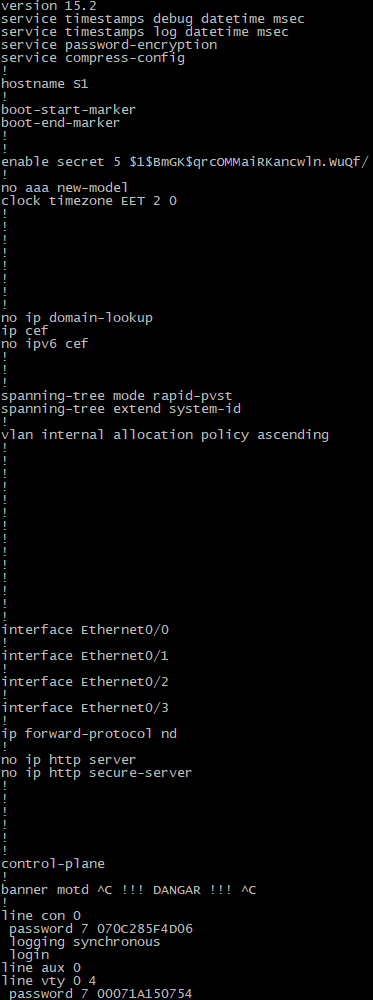 version 15.2
service timestamps debug datetime msec
service timestamps log datetime msec
service password-encryption
service compress-config
!
hostname S1
!
boot-start-marker
boot-end-marker
!
!
enable secret 5 $1$BmGK$qrcOMMaiRKancwln.WuQf/
!
no aaa new-model
clock timezone EET 2 0
!
!
!
!
!
!
!
!
no ip domain-lookup
ip cef
no ipv6 cef
!
!
!
spanning-tree mode rapid-pvst
spanning-tree extend system-id
!
vlan internal allocation policy ascending
!
!
!
!
!
!
!
!
!
!
!
!
!
!
interface Ethernet0/0
!
interface Ethernet0/1
!
interface Ethernet0/2
!
interface Ethernet0/3
!
ip forward-protocol nd
!
no ip http server
no ip http secure-server
!
!
!
!
!
!
control-plane
!
banner motd ^C !!! DANGAR !!! ^C
!
line con 0
 password 7 070C285F4D06
 logging synchronous
 login
line aux 0
line vty 0 4
 password 7 00071A150754